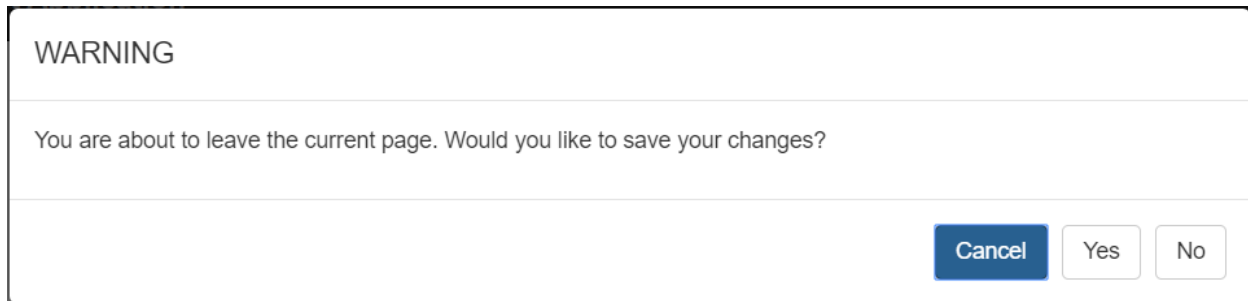 WARNING
You are about to leave the current page. Would you like to save your changes?
Cancel Yes No